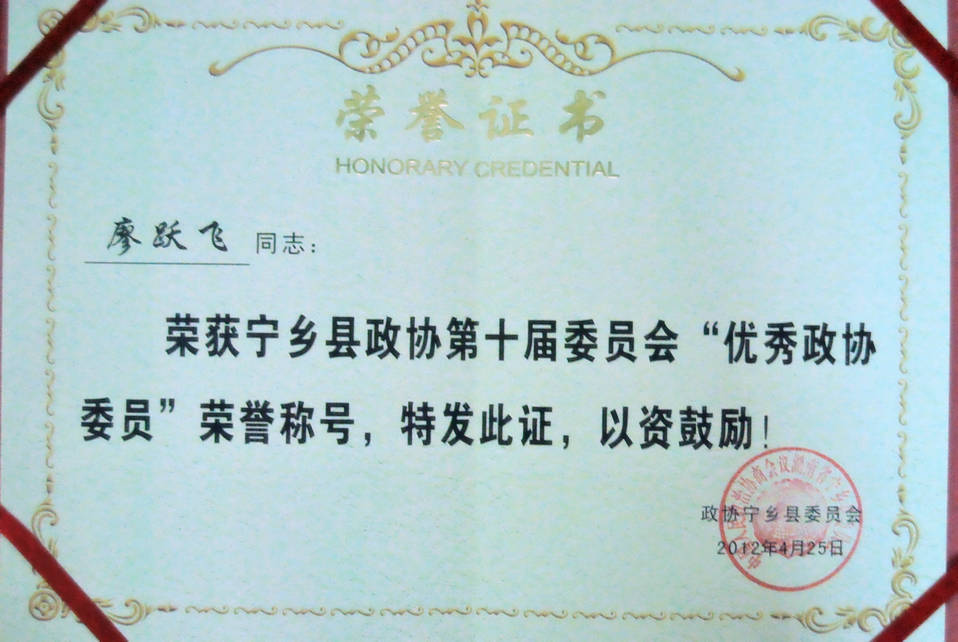 荣誉证书
HONORARY CREDENTIAL
廖跃飞 同志：
荣获宁乡县政协第十届委员会“优秀政协
委员”荣誉称号，特发此证，以资鼓励！
政协宁乡县委员会
2012年4月25日